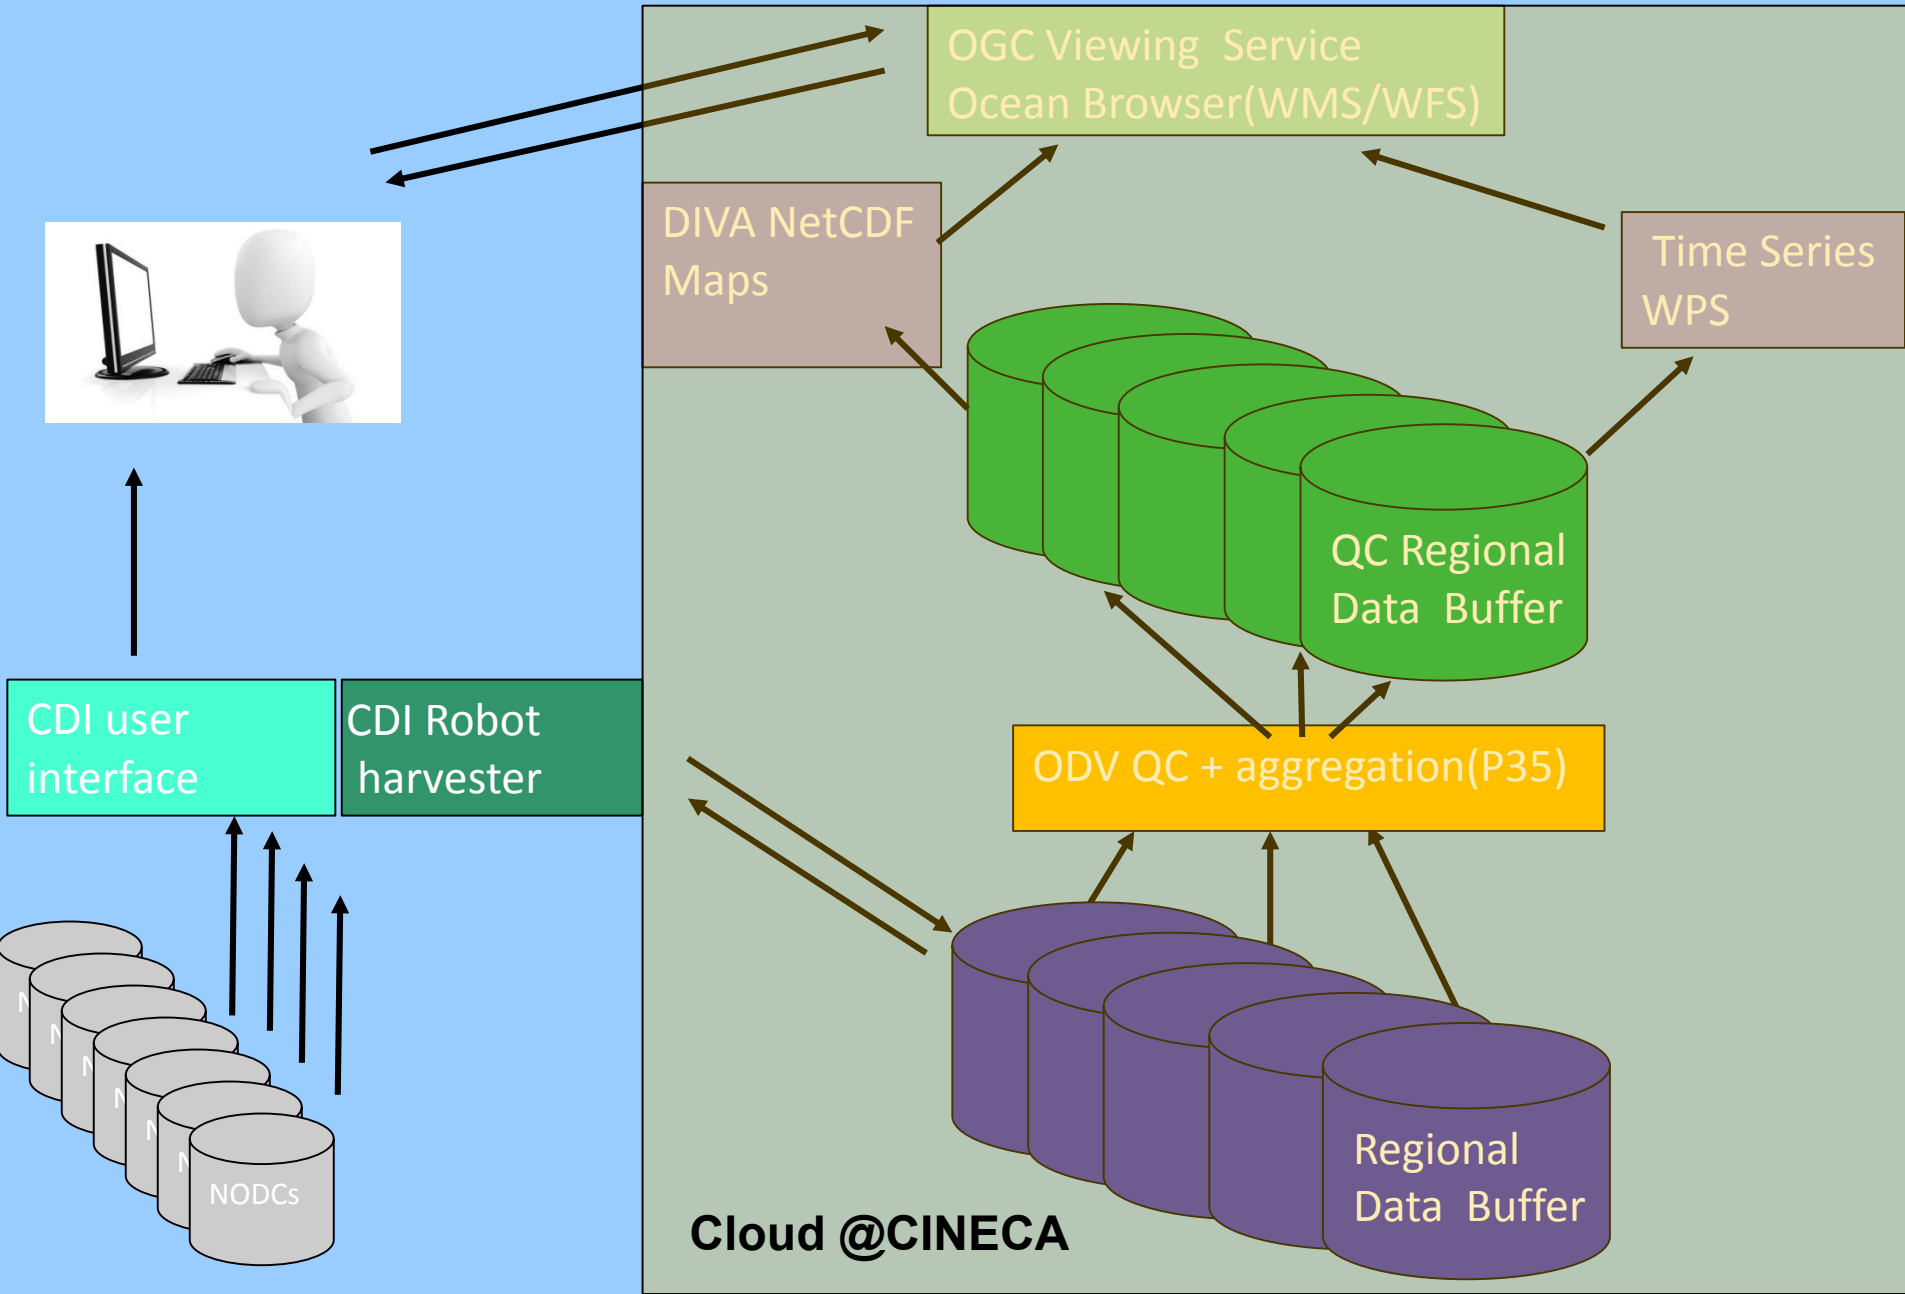 OGC Viewing  Service
Ocean Browser(WMS/WFS)
DIVA NetCDF
Maps
Time Series
WPS
QC Regional
Data  Buffer
CDI user
interface
CDI Robot
harvester
ODV QC + aggregation(P35)
NODCs
Regional
Data  Buffer
Cloud @CINECA